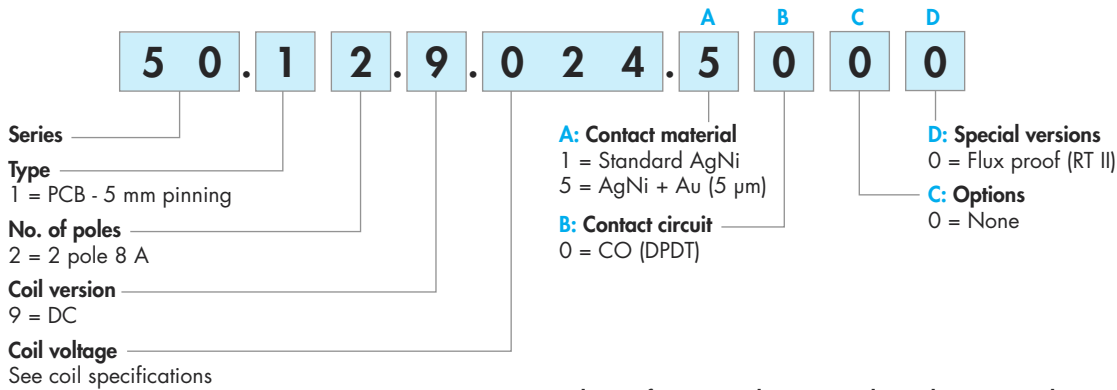 A B C D
5 0 . 1 2 . 9 . 0 2 4 . 5 0 0 0
Series
Type
1 = PCB - 5 mm pinning
No. of poles
2 = 2 pole 8 A
Coil version
9 = DC
Coil voltage
See coil specifications
A: Contact material
1 = Standard AgNi
5 = AgNi + Au (5 µm)
B: Contact circuit
0 = CO (DPDT)
D: Special versions
0 = Flux proof (RT II)
C: Options
0 = None